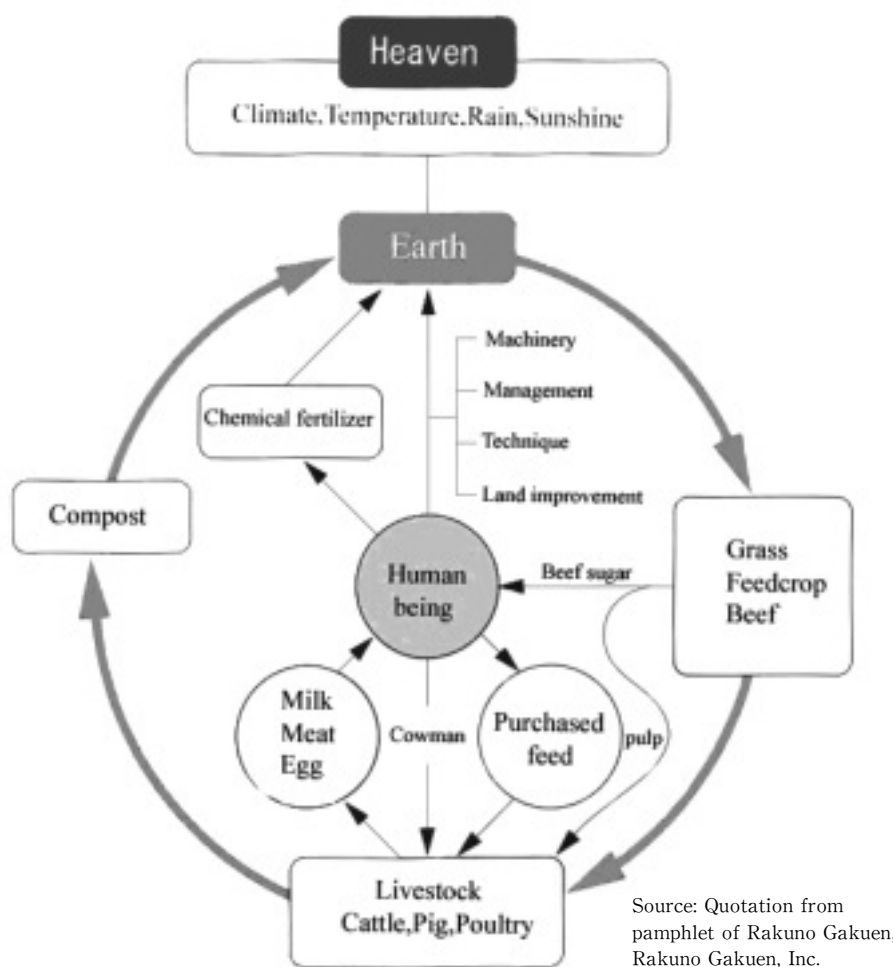 Heaven
Climate,Temperature,Rain,Sunshine
Earth
Machinery
Management
Technique
Land improvement
Chemical fertilizer
Compost
Human
being
Beef sugar
Grass
Feedcrop
Beef
Milk
Meat
Egg
Cowman
Purchased
feed
pulp
Livestock
Cattle,Pig,Poultry
Source: Quotation from
pamphlet of Rakuno Gakuen,
Rakuno Gakuen, Inc.